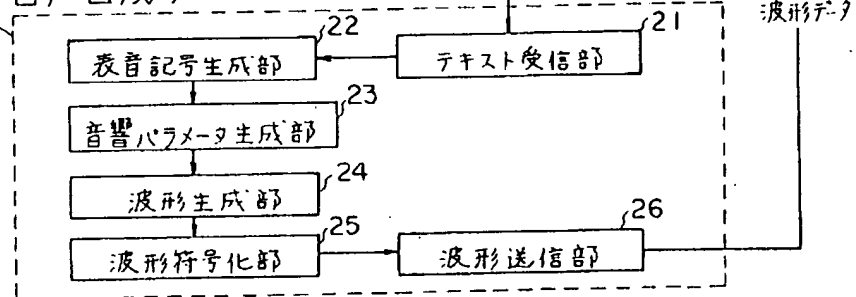 波形データ
21
テキスト受信部
22
表音記号生成部
23
音響パラメータ生成部
24
波形生成部
25
波形符号化部
26
波形送信部